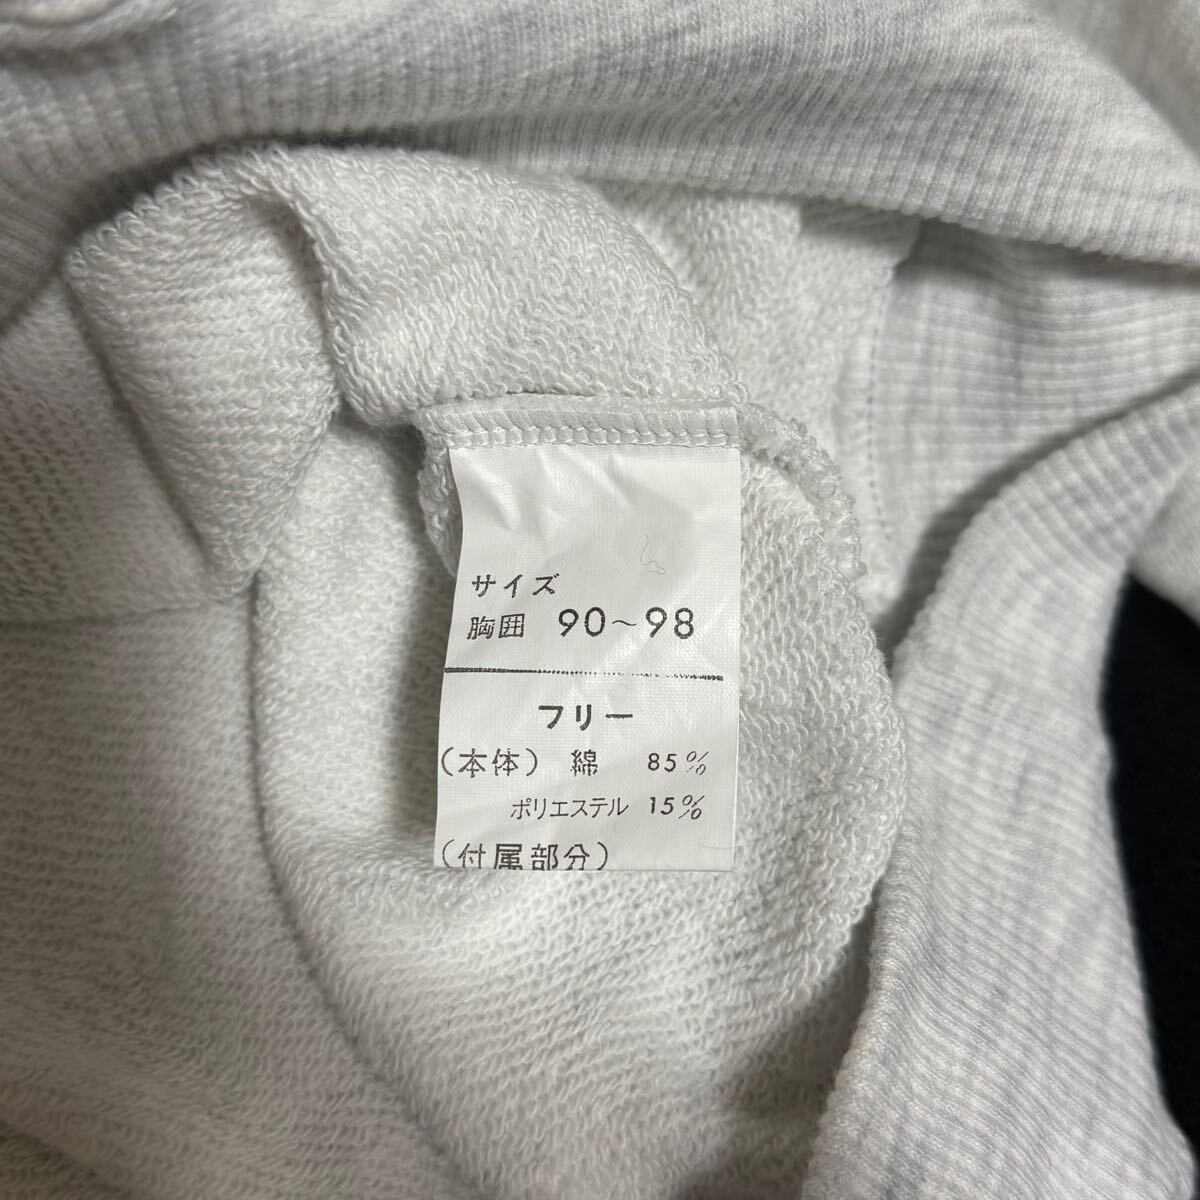 サイズ
胸囲 90～98
フリー
(本体) 綿 85%
ポリエステル 15%
(付属部分)